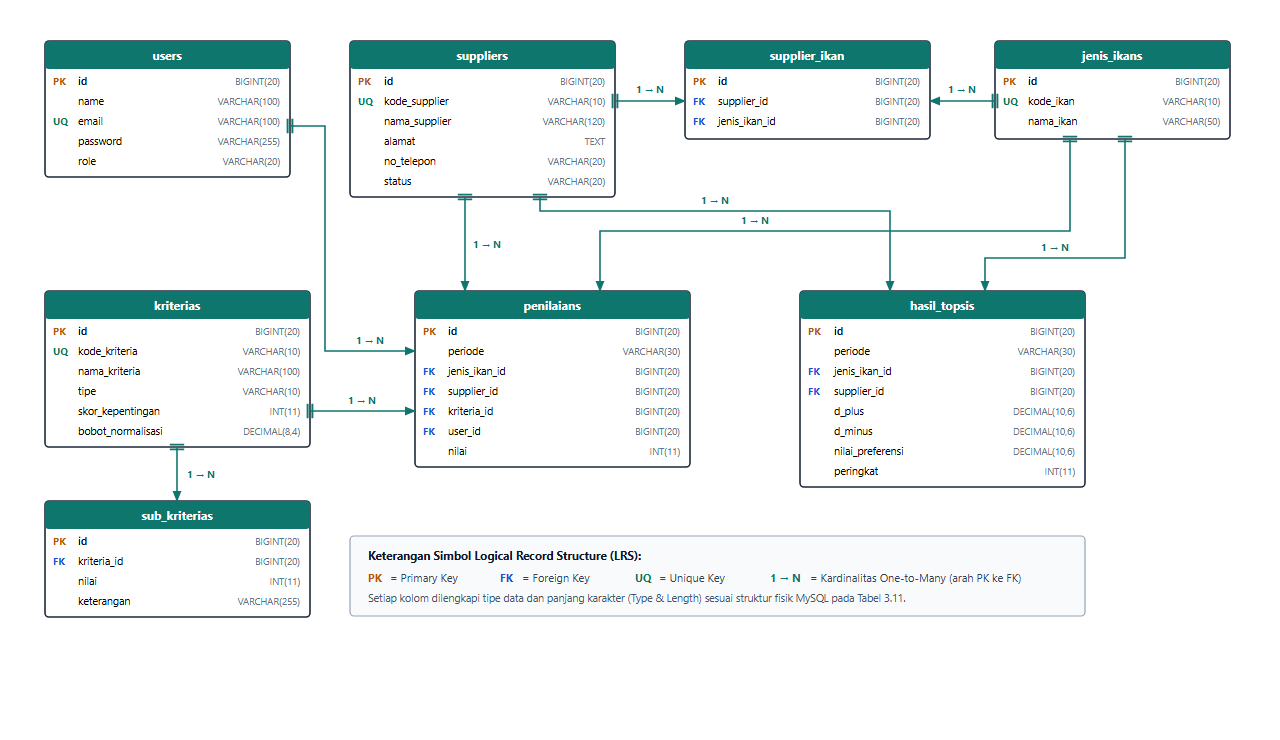 users
PK id BIGINT(20)
name VARCHAR(100)
UQ email VARCHAR(100)
password VARCHAR(255)
role VARCHAR(20)
suppliers
PK id BIGINT(20)
UQ kode_supplier VARCHAR(10)
nama_supplier VARCHAR(120)
alamat TEXT
no_telepon VARCHAR(20)
status VARCHAR(20)
1 → N
supplier_ikan
PK id BIGINT(20)
FK supplier_id BIGINT(20)
FK jenis_ikan_id BIGINT(20)
1 → N
jenis_ikans
PK id BIGINT(20)
UQ kode_ikan VARCHAR(10)
nama_ikan VARCHAR(50)
1 → N
1 → N
1 → N
1 → N
kriterias
PK id BIGINT(20)
UQ kode_kriteria VARCHAR(10)
nama_kriteria VARCHAR(100)
tipe VARCHAR(10)
skor_kepentingan INT(11)
bobot_normalisasi DECIMAL(8,4)
1 → N
1 → N
penilaians
PK id BIGINT(20)
periode VARCHAR(30)
FK jenis_ikan_id BIGINT(20)
FK supplier_id BIGINT(20)
FK kriteria_id BIGINT(20)
FK user_id BIGINT(20)
nilai INT(11)
hasil_topsis
PK id BIGINT(20)
periode VARCHAR(30)
FK jenis_ikan_id BIGINT(20)
FK supplier_id BIGINT(20)
d_plus DECIMAL(10,6)
d_minus DECIMAL(10,6)
nilai_preferensi DECIMAL(10,6)
peringkat INT(11)
1 → N
sub_kriterias
PK id BIGINT(20)
FK kriteria_id BIGINT(20)
nilai INT(11)
keterangan VARCHAR(255)
Keterangan Simbol Logical Record Structure (LRS):
PK = Primary Key FK = Foreign Key UQ = Unique Key 1 → N = Kardinalitas One-to-Many (arah PK ke FK)
Setiap kolom dilengkapi tipe data dan panjang karakter (Type & Length) sesuai struktur fisik MySQL pada Tabel 3.11.